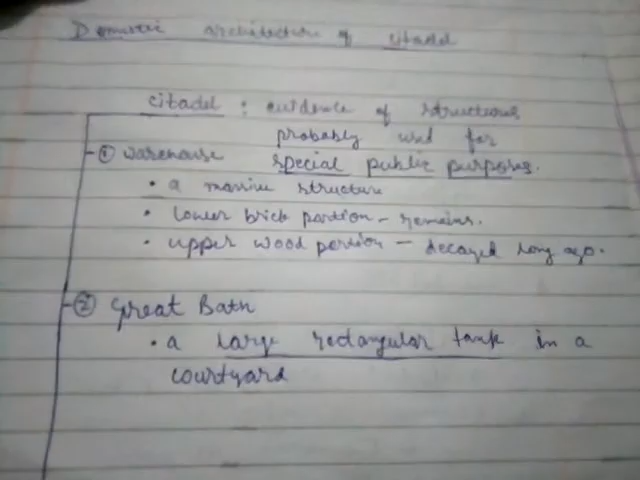 Domestic architecture of citadel
citadel : evidence of structures
probably used for
① warehouse special public purposes.
• a massive structure
• lower brick portion - remains.
• upper wood portion - decayed long ago.
② Great Bath
• a large rectangular tank in a
courtyard